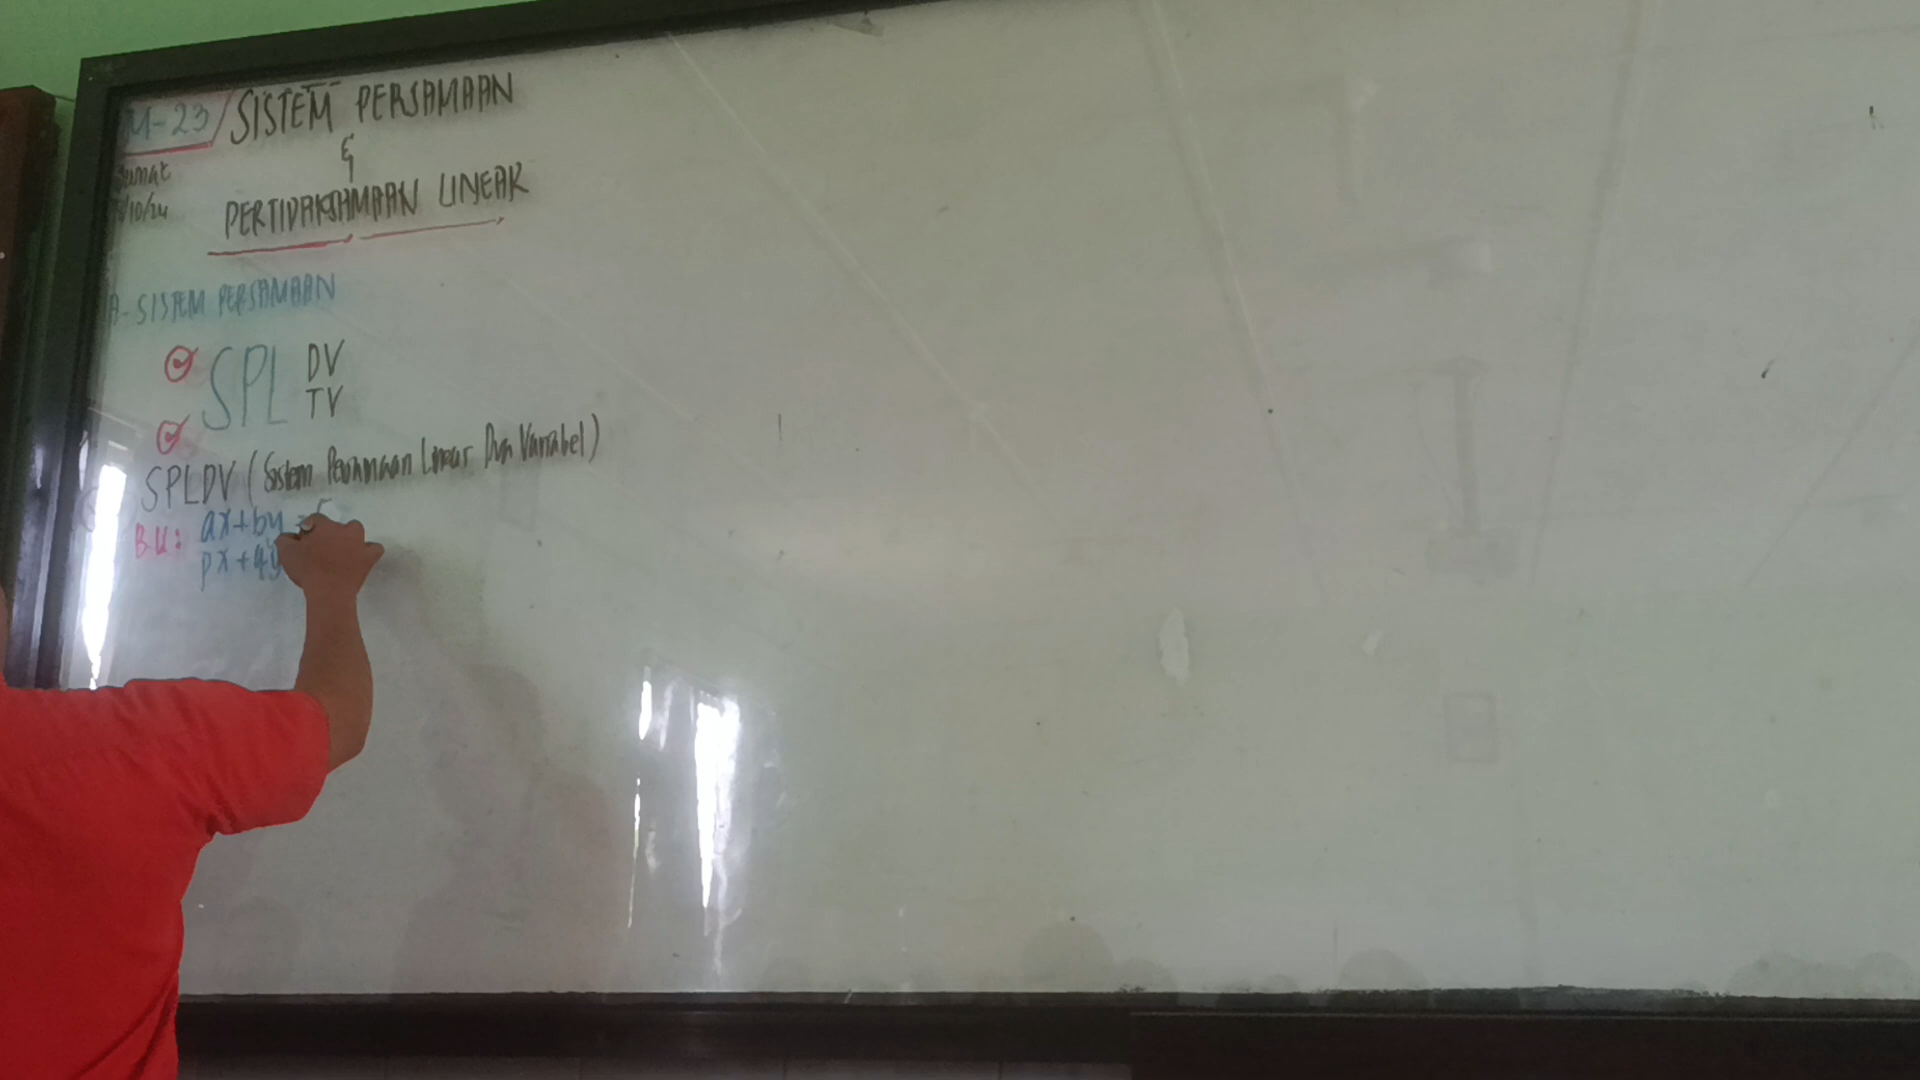 M-23 / SISTEM PERSAMAAN
&
PERTIDAKSAMAAN LINEAR
Jumat
/10/24
A- SISTEM PERSAMAAN
SPL DV
TV
SPLDV (Sistem Persamaan Linear Dua Variabel)
B.U: ax+by =
px+qy